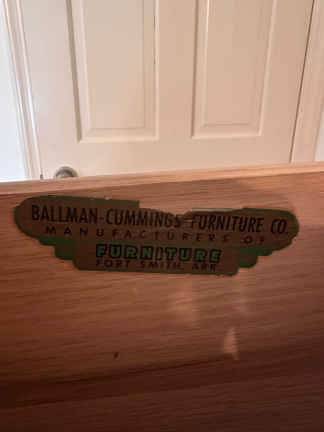 BALLMAN-CUMMINGS FURNITURE CO.
MANUFACTURERS OF
FURNITURE
FORT SMITH, ARK.